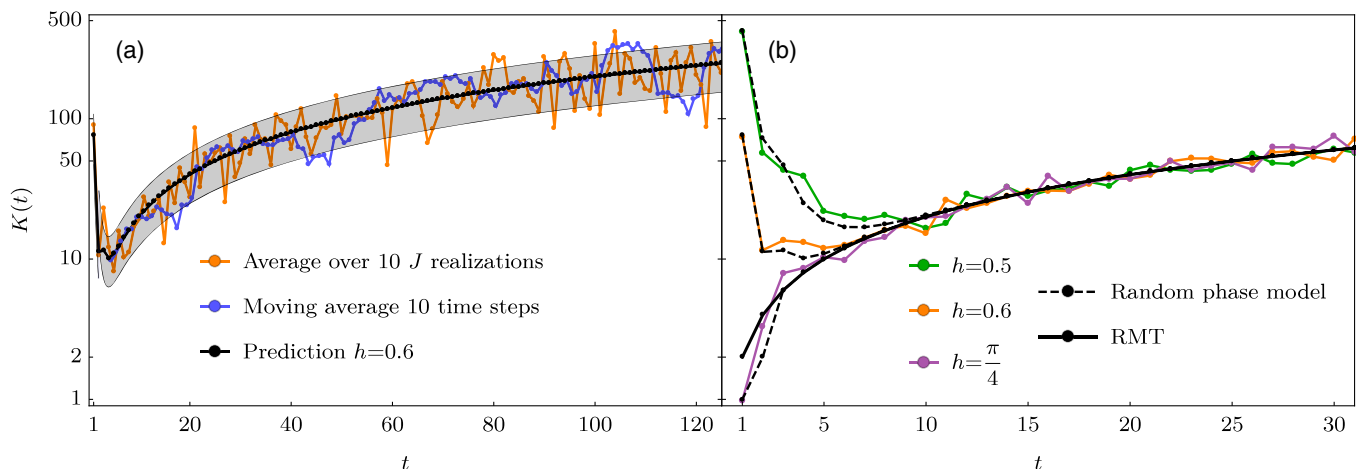 500
100
50
10
2
1
K(t)
(a)
Average over 10 J realizations
Moving average 10 time steps
Prediction h=0.6
1 20 40 60 80 100 120
t
(b)
h=0.5
h=0.6
h=π/4
Random phase model
RMT
1 5 10 15 20 25 30
t